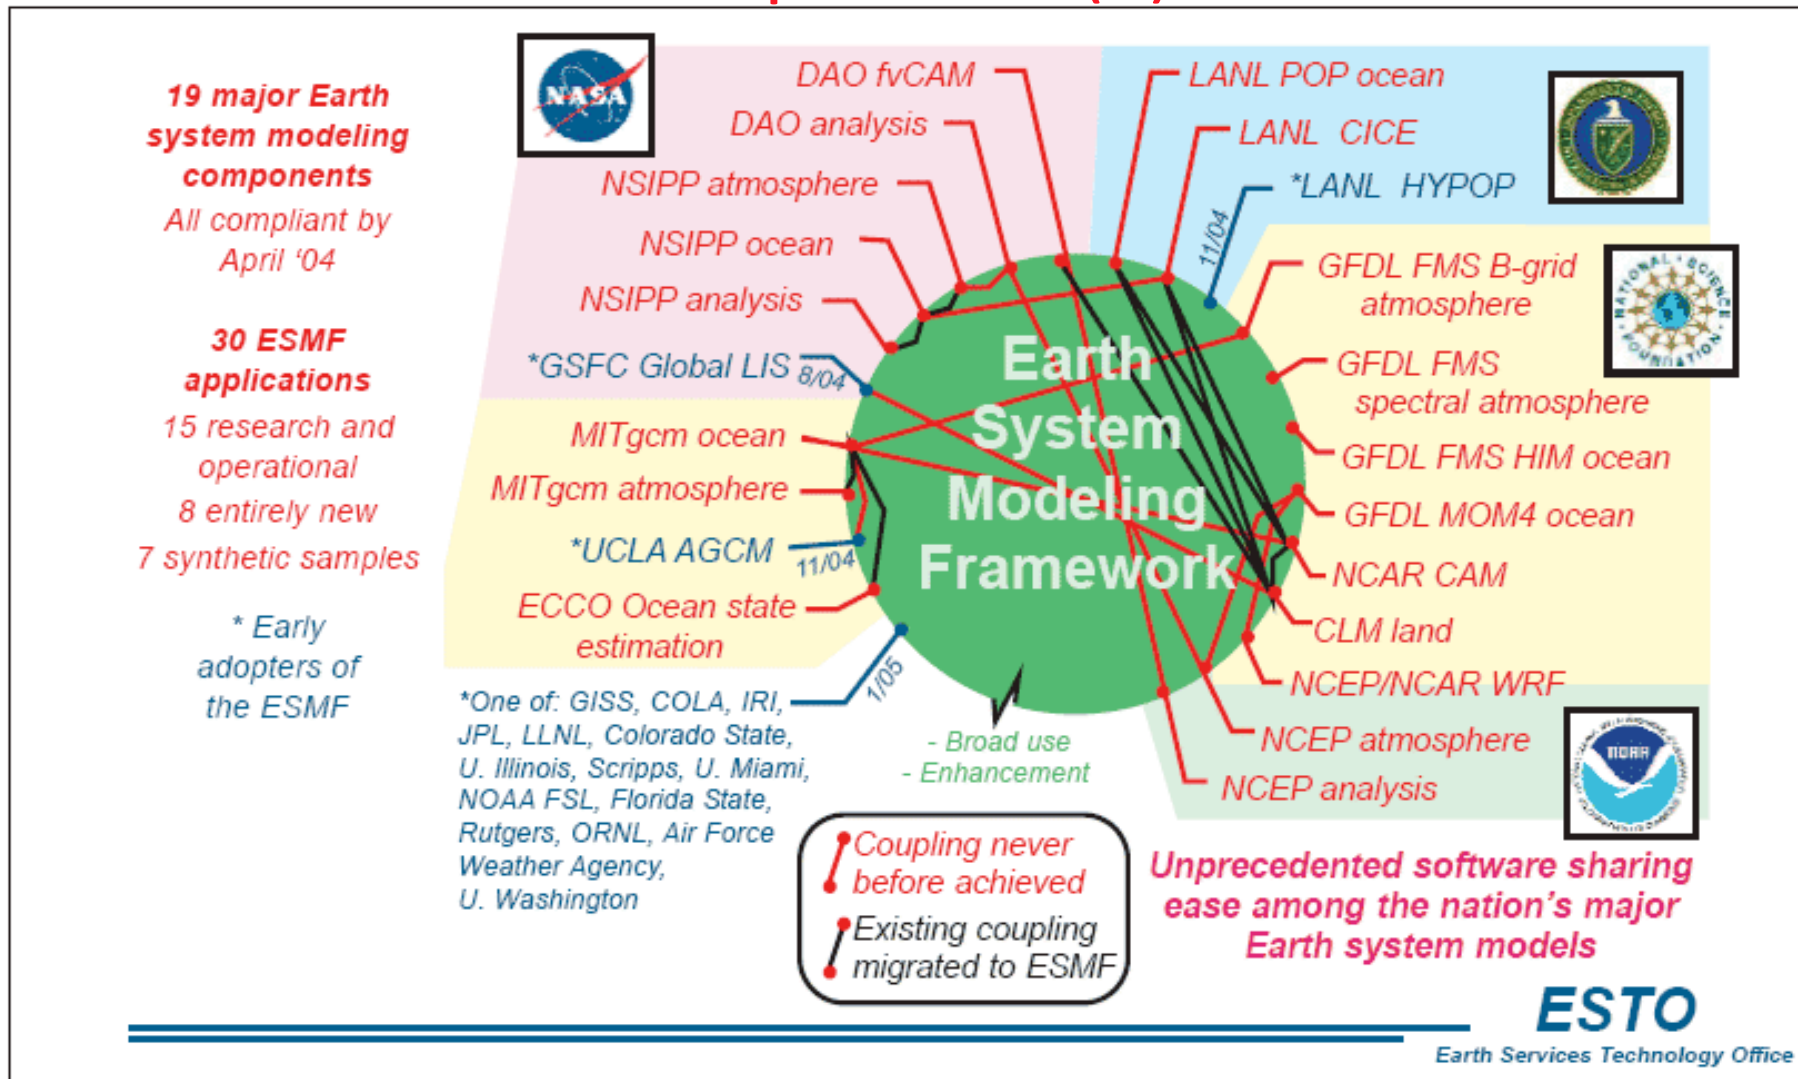 19 major Earth
system modeling
components
All compliant by
April ‘04
30 ESMF
applications
15 research and
operational
8 entirely new
7 synthetic samples
* Early
adopters of
the ESMF
NASA
DAO fvCAM
DAO analysis
NSIPP atmosphere
NSIPP ocean
NSIPP analysis
*GSFC Global LIS
8/04
MITgcm ocean
MITgcm atmosphere
*UCLA AGCM
11/04
ECCO Ocean state
estimation
1/05
*One of: GISS, COLA, IRI,
JPL, LLNL, Colorado State,
U. Illinois, Scripps, U. Miami,
NOAA FSL, Florida State,
Rutgers, ORNL, Air Force
Weather Agency,
U. Washington
Earth
System
Modeling
Framework
- Broad use
- Enhancement
LANL POP ocean
LANL CICE
*LANL HYPOP
11/04
GFDL FMS B-grid
atmosphere
NATIONAL SCIENCE
FOUNDATION
GFDL FMS
spectral atmosphere
GFDL FMS HIM ocean
GFDL MOM4 ocean
NCAR CAM
CLM land
NCEP/NCAR WRF
NCEP atmosphere
NCEP analysis
NOAA
Coupling never
before achieved
Existing coupling
migrated to ESMF
Unprecedented software sharing
ease among the nation’s major
Earth system models
ESTO
Earth Services Technology Office